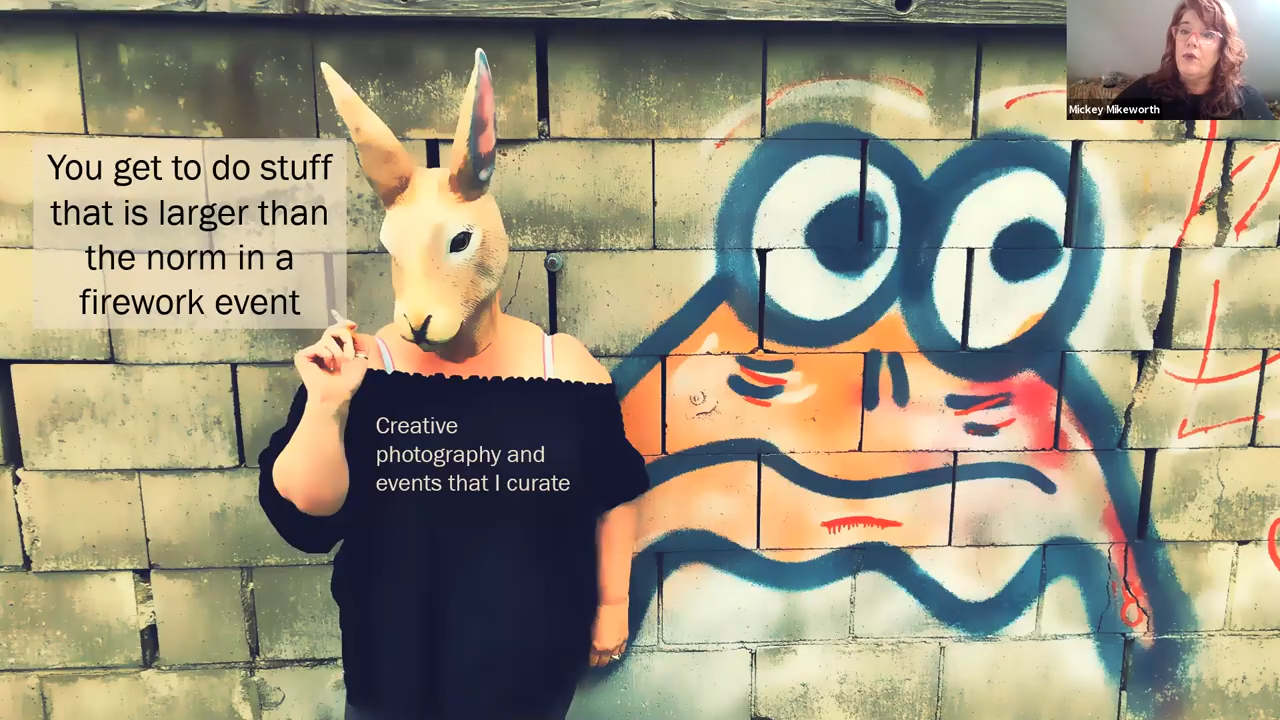 Mickey Mikeworth
You get to do stuff
that is larger than
the norm in a
firework event
Creative
photography and
events that I curate